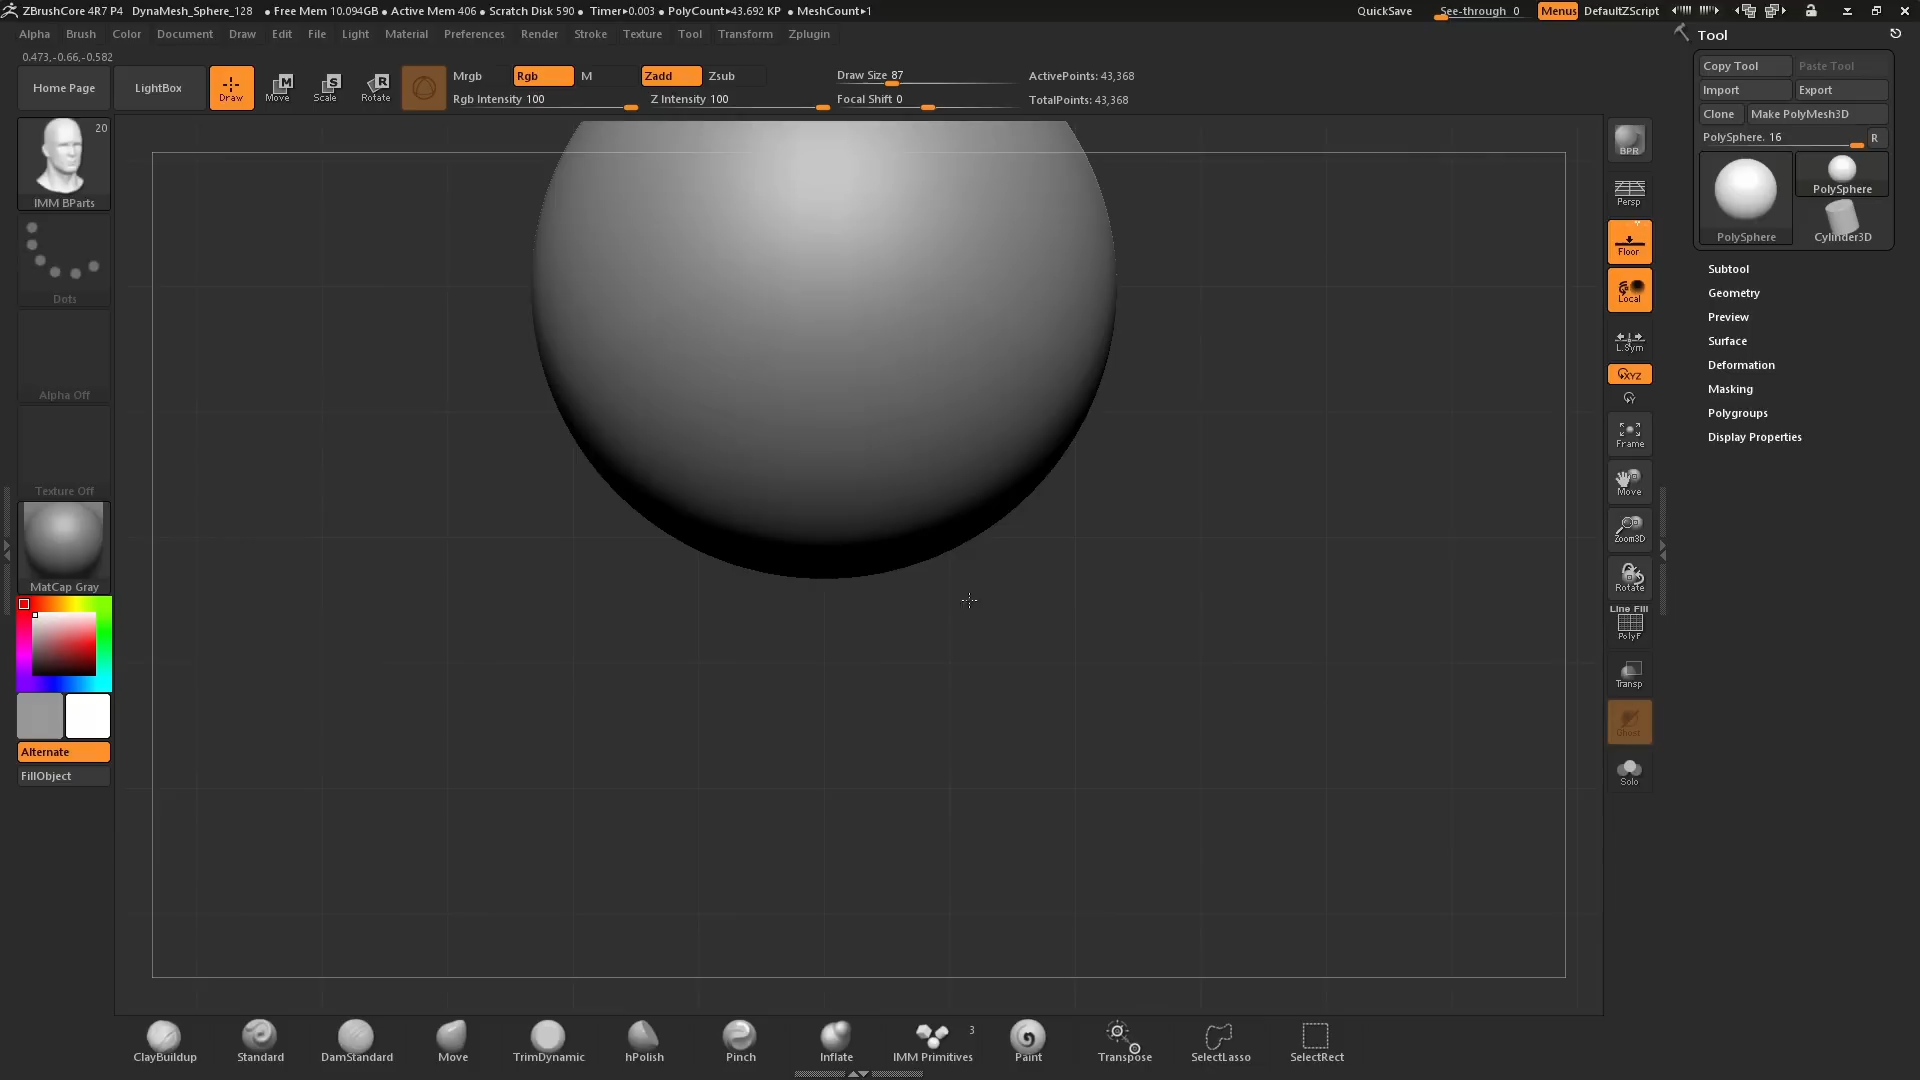 ZBrushCore 4R7 P4 DynaMesh_Sphere_128 • Free Mem 10.094GB • Active Mem 406 • Scratch Disk 590 • Timer▸0.003 • PolyCount▸43.692 KP • MeshCount▸1 QuickSave See-through 0 Menus DefaultZScript
Alpha Brush Color Document Draw Edit File Light Material Preferences Render Stroke Texture Tool Transform Zplugin
Tool
0.473,-0.66,-0.582
Home Page
LightBox
Draw
Move
Scale
Rotate
Mrgb Rgb M Zadd Zsub
Rgb Intensity 100 Z Intensity 100
Draw Size 87
Focal Shift 0
ActivePoints: 43,368
TotalPoints: 43,368
Copy Tool Paste Tool
Import Export
Clone Make PolyMesh3D
PolySphere. 16 R
PolySphere
PolySphere
Cylinder3D
Subtool
Geometry
Preview
Surface
Deformation
Masking
Polygroups
Display Properties
20
IMM BParts
Dots
Alpha Off
Texture Off
MatCap Gray
Alternate
FillObject
BPR
Persp
Floor
Local
L.Sym
XYZ
Y
Frame
Move
Zoom3D
Rotate
Line Fill
PolyF
Transp
Ghost
Solo
ClayBuildup
Standard
DamStandard
Move
TrimDynamic
hPolish
Pinch
Inflate
3
IMM Primitives
Paint
Transpose
SelectLasso
SelectRect